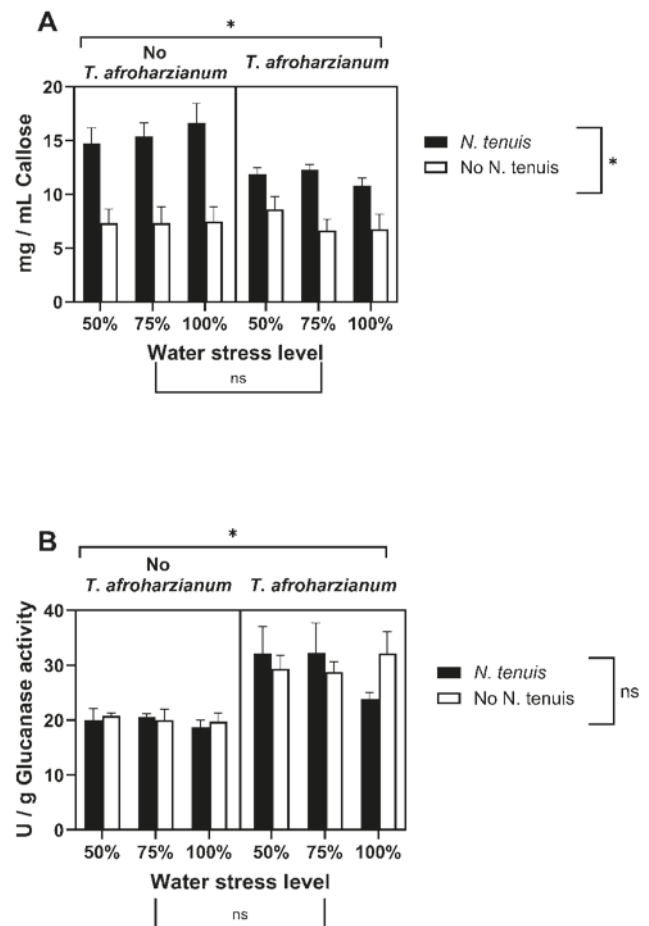 A
*
No
T. afroharzianum
T. afroharzianum
20
15
10
5
0
mg / mL Callose
50% 75% 100% 50% 75% 100%
Water stress level
ns
N. tenuis
No N. tenuis
*
B
*
No
T. afroharzianum
T. afroharzianum
40
30
20
10
0
U / g Glucanase activity
50% 75% 100% 50% 75% 100%
Water stress level
ns
N. tenuis
No N. tenuis
ns